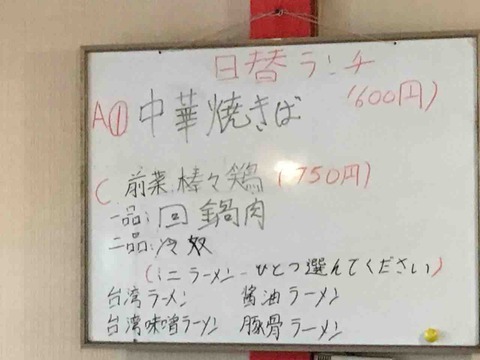 日替ランチ
(600円)
A① 中華焼きば
C 前菜 棒々鶏 (750円)
一品: 回鍋肉
二品: 冷奴
(ミニラーメン-ひとつ選んでください)
台湾ラーメン 醤油ラーメン
台湾味噌ラーメン 豚骨ラーメン